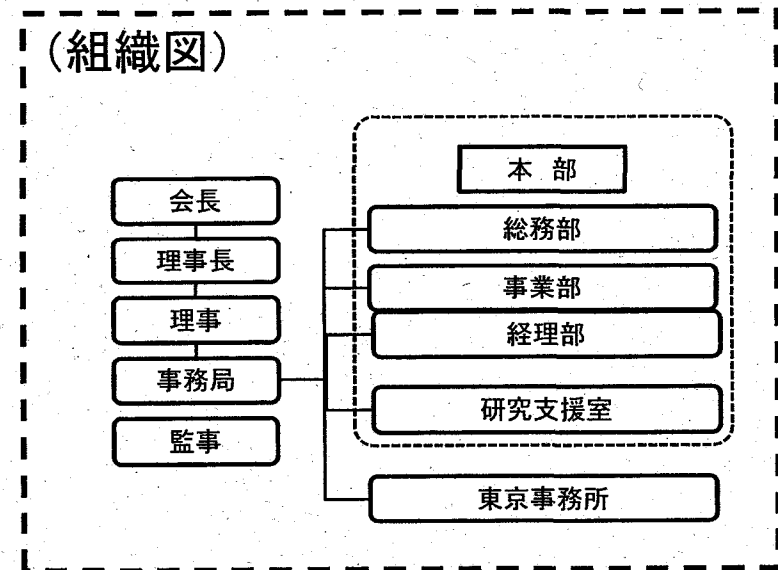 （組織図）
会長
理事長
理事
事務局
監事
本 部
総務部
事業部
経理部
研究支援室
東京事務所